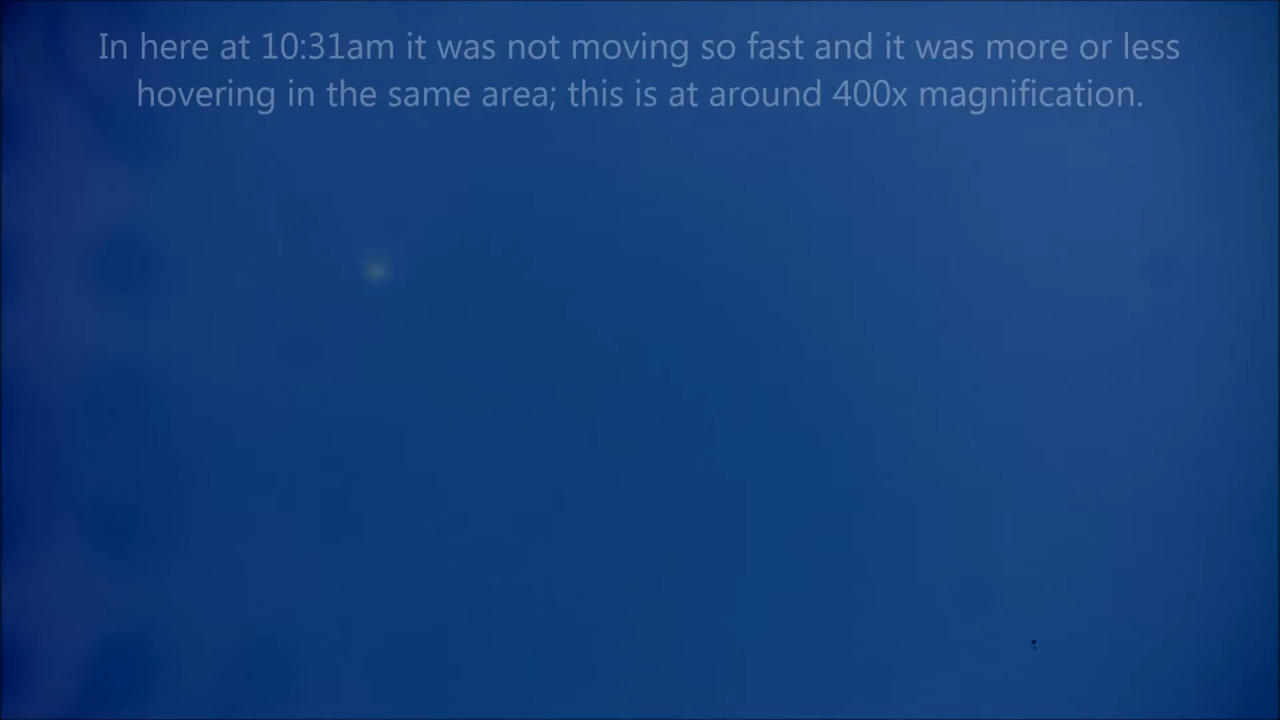 In here at 10:31am it was not moving so fast and it was more or less
hovering in the same area; this is at around 400x magnification.